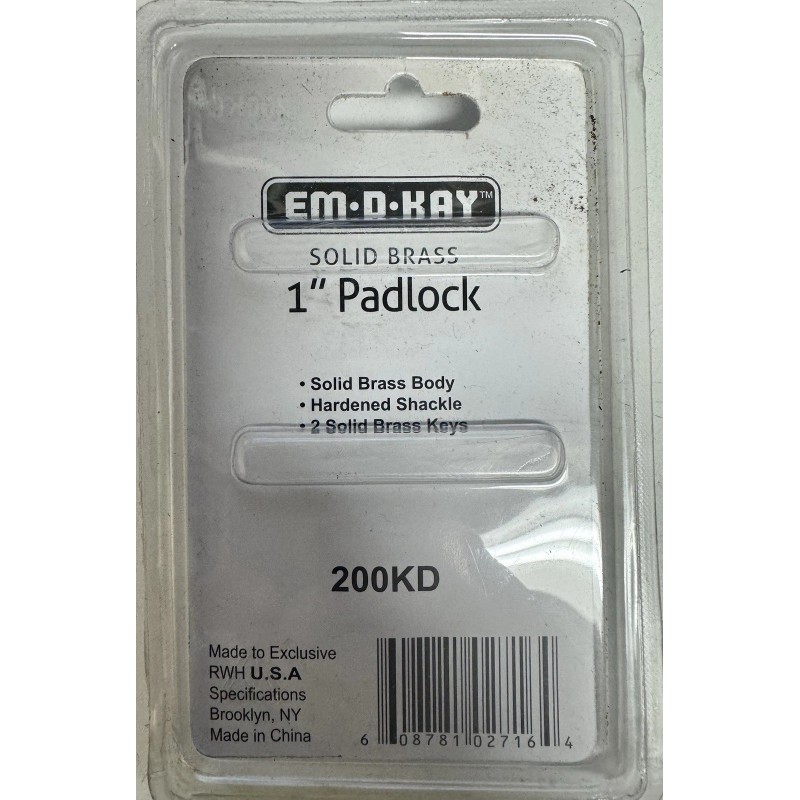 EM·D·KAY™
SOLID BRASS
1" Padlock
• Solid Brass Body
• Hardened Shackle
• 2 Solid Brass Keys
200KD
Made to Exclusive
RWH U.S.A
Specifications
Brooklyn, NY
Made in China
6 08781 02716 4